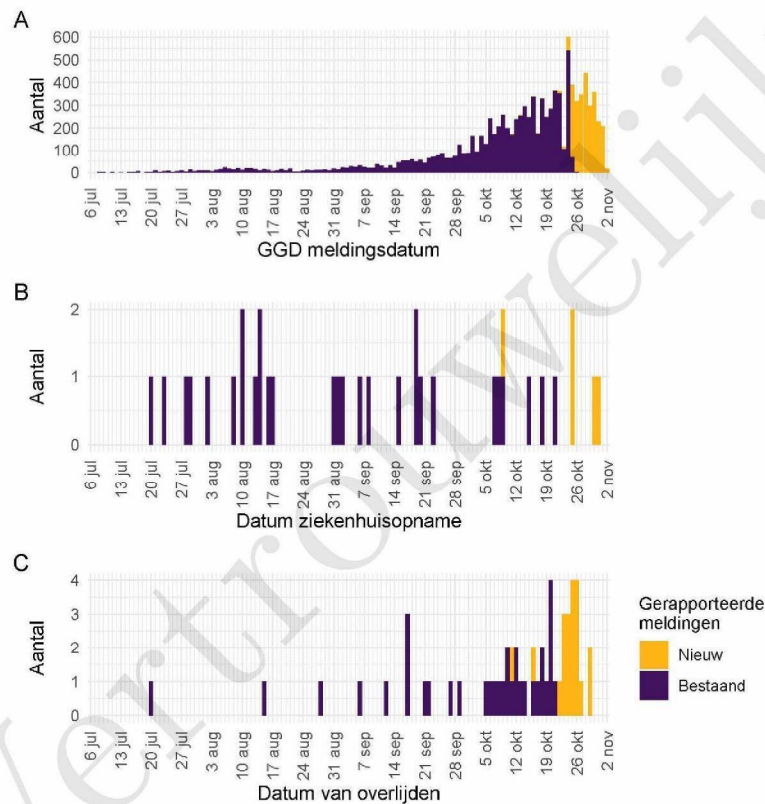 A
Aantal
600
500
400
300
200
100
0
6 jul 13 jul 20 jul 27 jul 3 aug 10 aug 17 aug 24 aug 31 aug 7 sep 14 sep 21 sep 28 sep 5 okt 12 okt 19 okt 26 okt 2 nov
GGD meldingsdatum
B
Aantal
2
1
0
6 jul 13 jul 20 jul 27 jul 3 aug 10 aug 17 aug 24 aug 31 aug 7 sep 14 sep 21 sep 28 sep 5 okt 12 okt 19 okt 26 okt 2 nov
Datum ziekenhuisopname
C
Aantal
4
3
2
1
0
6 jul 13 jul 20 jul 27 jul 3 aug 10 aug 17 aug 24 aug 31 aug 7 sep 14 sep 21 sep 28 sep 5 okt 12 okt 19 okt 26 okt 2 nov
Datum van overlijden
Gerapporteerde
meldingen
Nieuw
Bestaand